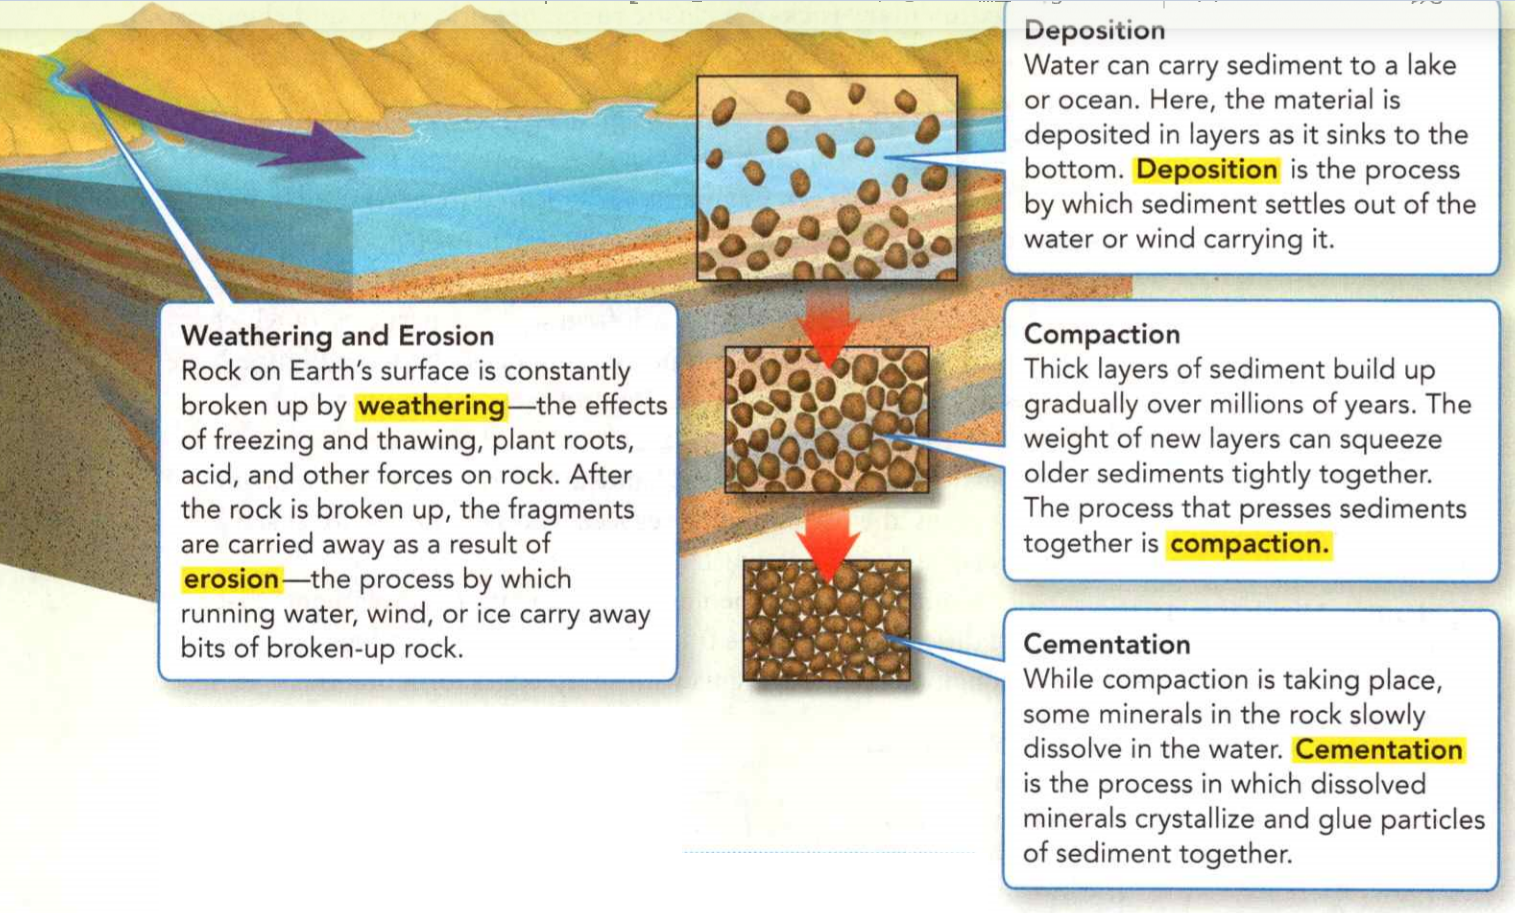 Deposition
Water can carry sediment to a lake
or ocean. Here, the material is
deposited in layers as it sinks to the
bottom. Deposition is the process
by which sediment settles out of the
water or wind carrying it.
Weathering and Erosion
Rock on Earth's surface is constantly
broken up by weathering—the effects
of freezing and thawing, plant roots,
acid, and other forces on rock. After
the rock is broken up, the fragments
are carried away as a result of
erosion—the process by which
running water, wind, or ice carry away
bits of broken-up rock.
Compaction
Thick layers of sediment build up
gradually over millions of years. The
weight of new layers can squeeze
older sediments tightly together.
The process that presses sediments
together is compaction.
Cementation
While compaction is taking place,
some minerals in the rock slowly
dissolve in the water. Cementation
is the process in which dissolved
minerals crystallize and glue particles
of sediment together.